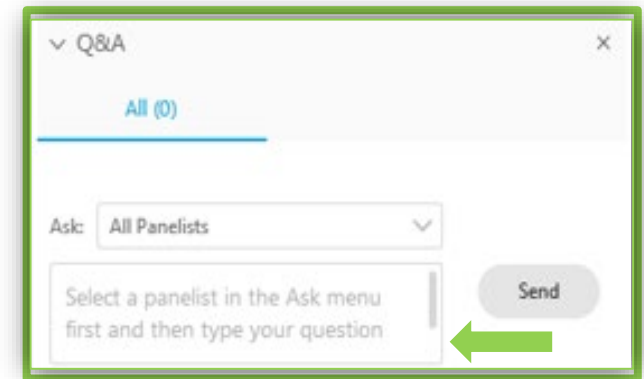 Q&A
All (0)
Ask: All Panelists
Select a panelist in the Ask menu
first and then type your question
Send